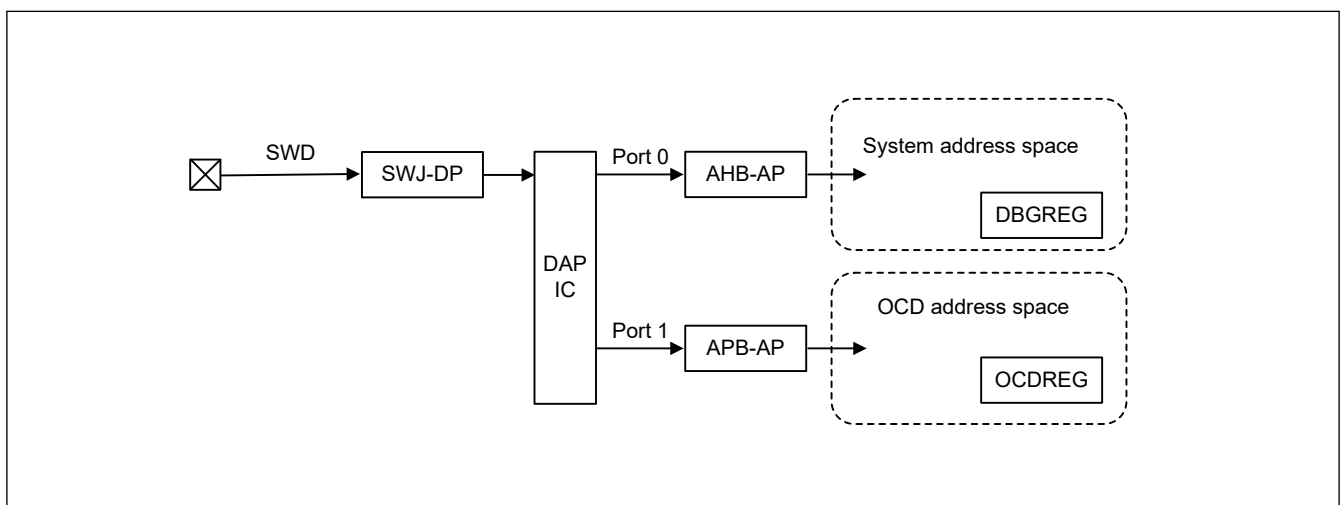 SWD
SWJ-DP
DAP
IC
Port 0
AHB-AP
System address space
DBGREG
Port 1
APB-AP
OCD address space
OCDREG